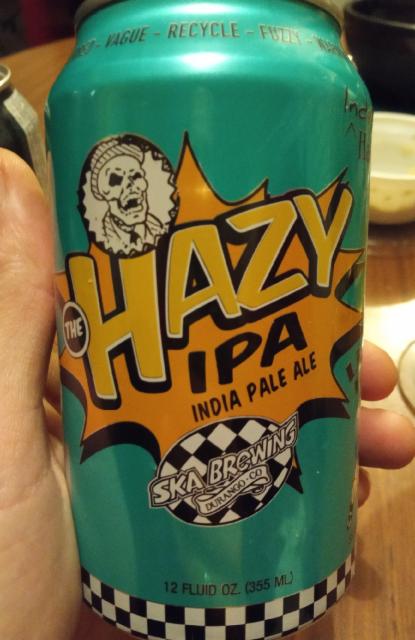 - VAGUE - RECYCLE - FUZZY -
THE
HAZY
IPA
INDIA PALE ALE
SKA BREWING
DURANGO - CO
12 FLUID OZ. (355 ML)